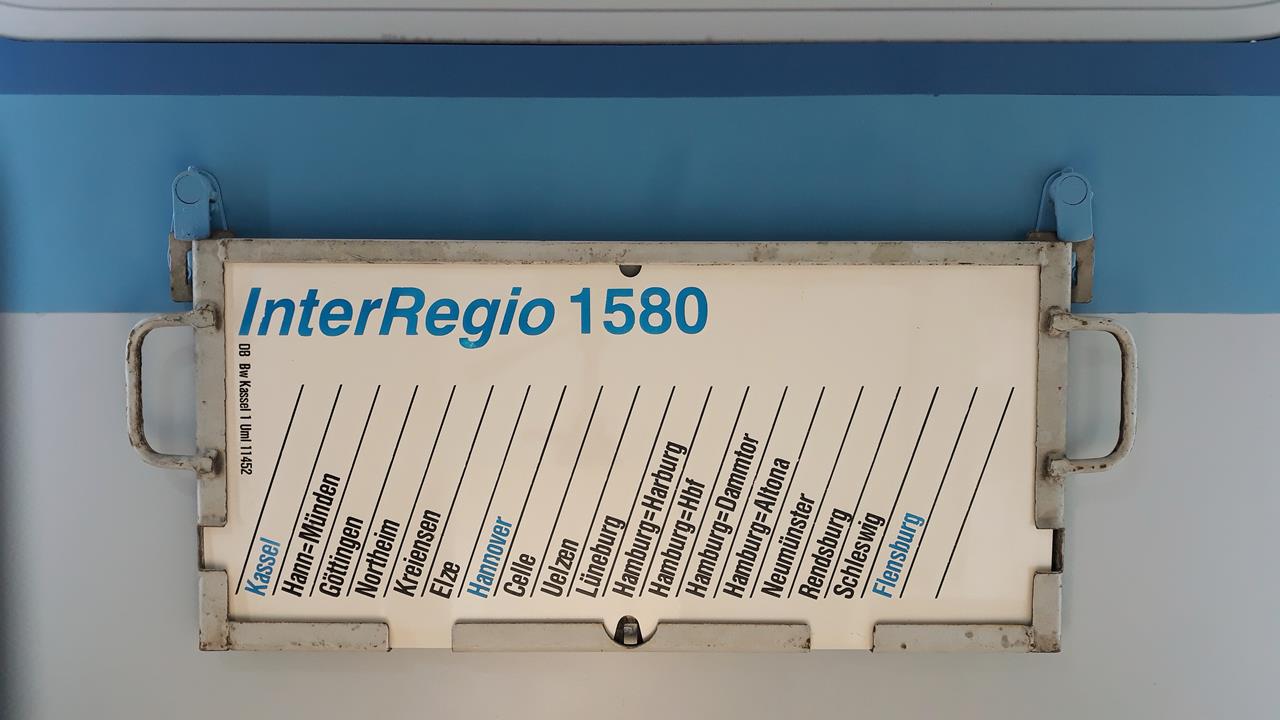 InterRegio 1580
DB Bw Kassel 1 Uml 11452
Kassel
Hann=Münden
Göttingen
Northeim
Kreiensen
Elze
Hannover
Celle
Uelzen
Lüneburg
Hamburg=Harburg
Hamburg=Hbf
Hamburg=Dammtor
Hamburg=Altona
Neumünster
Rendsburg
Schleswig
Flensburg